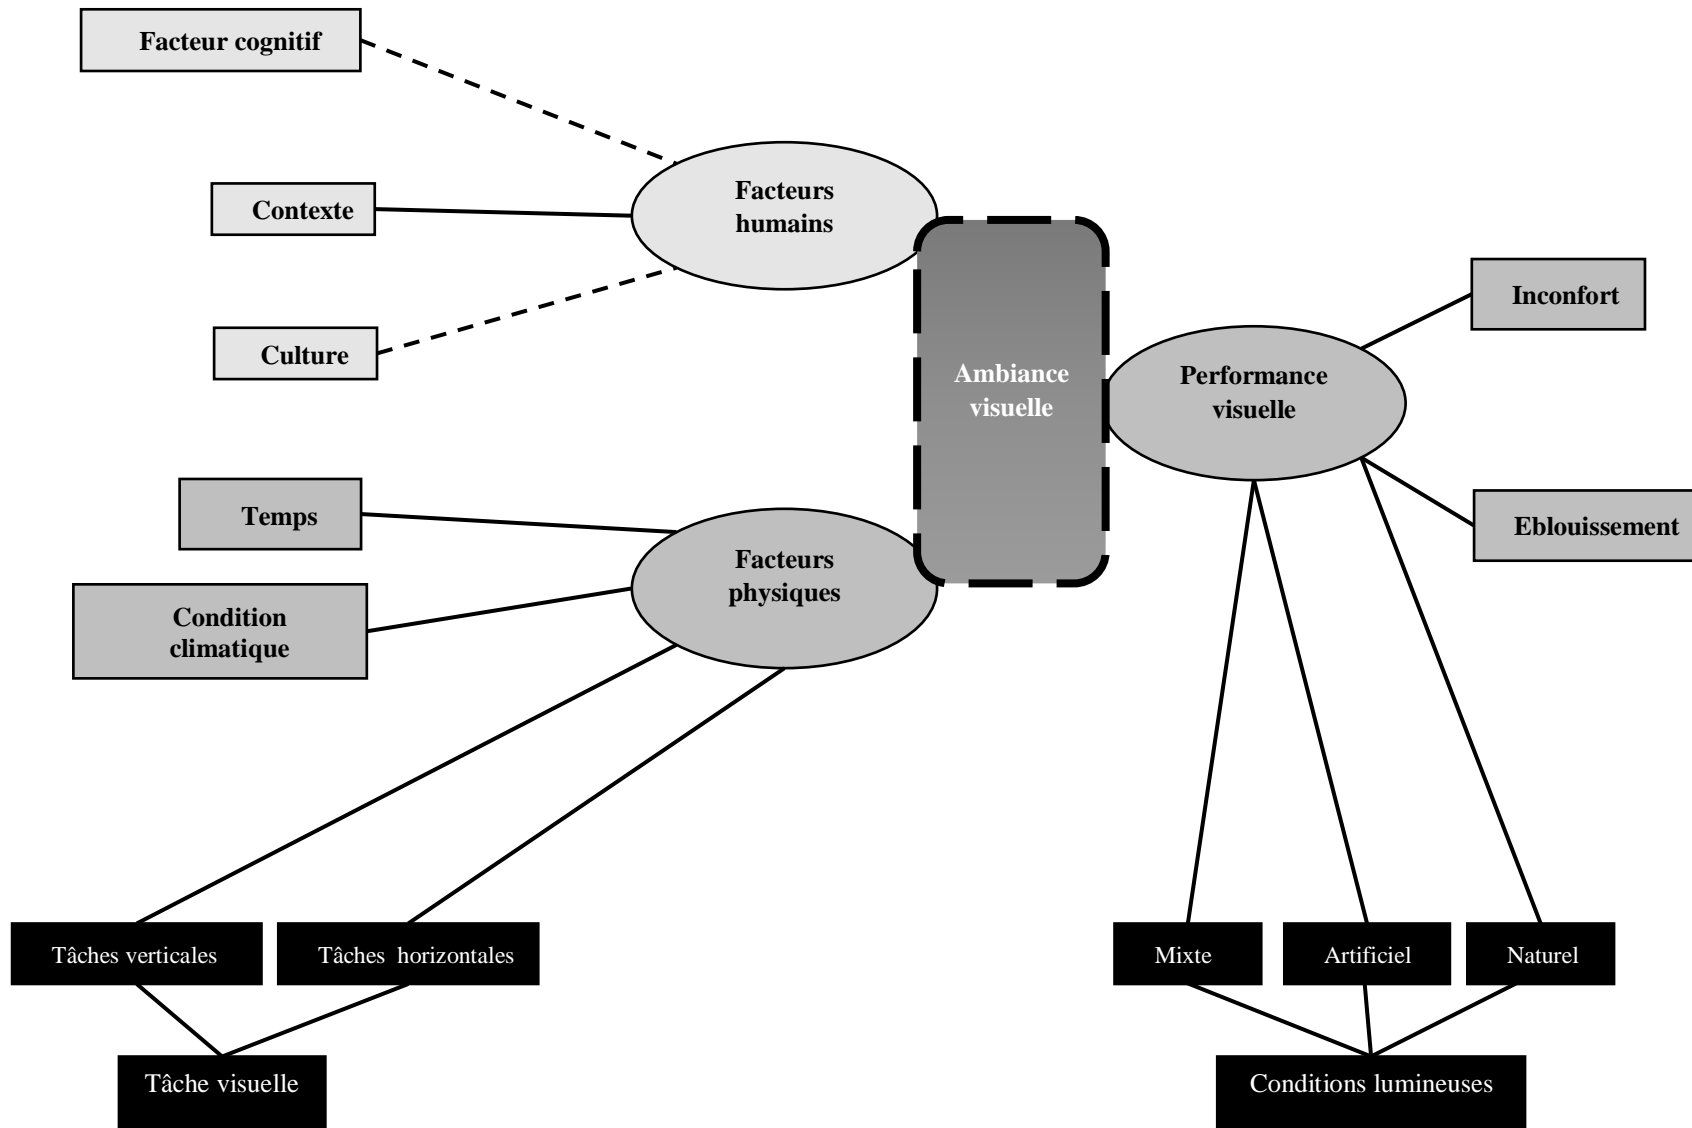 Facteur cognitif
Facteurs
humains
Contexte
Culture
Inconfort
Ambiance
visuelle
Performance
visuelle
Temps
Eblouissement
Facteurs
physiques
Condition
climatique
Tâches verticales
Tâches  horizontales
Mixte
Artificiel
Naturel
Tâche visuelle
Conditions lumineuses